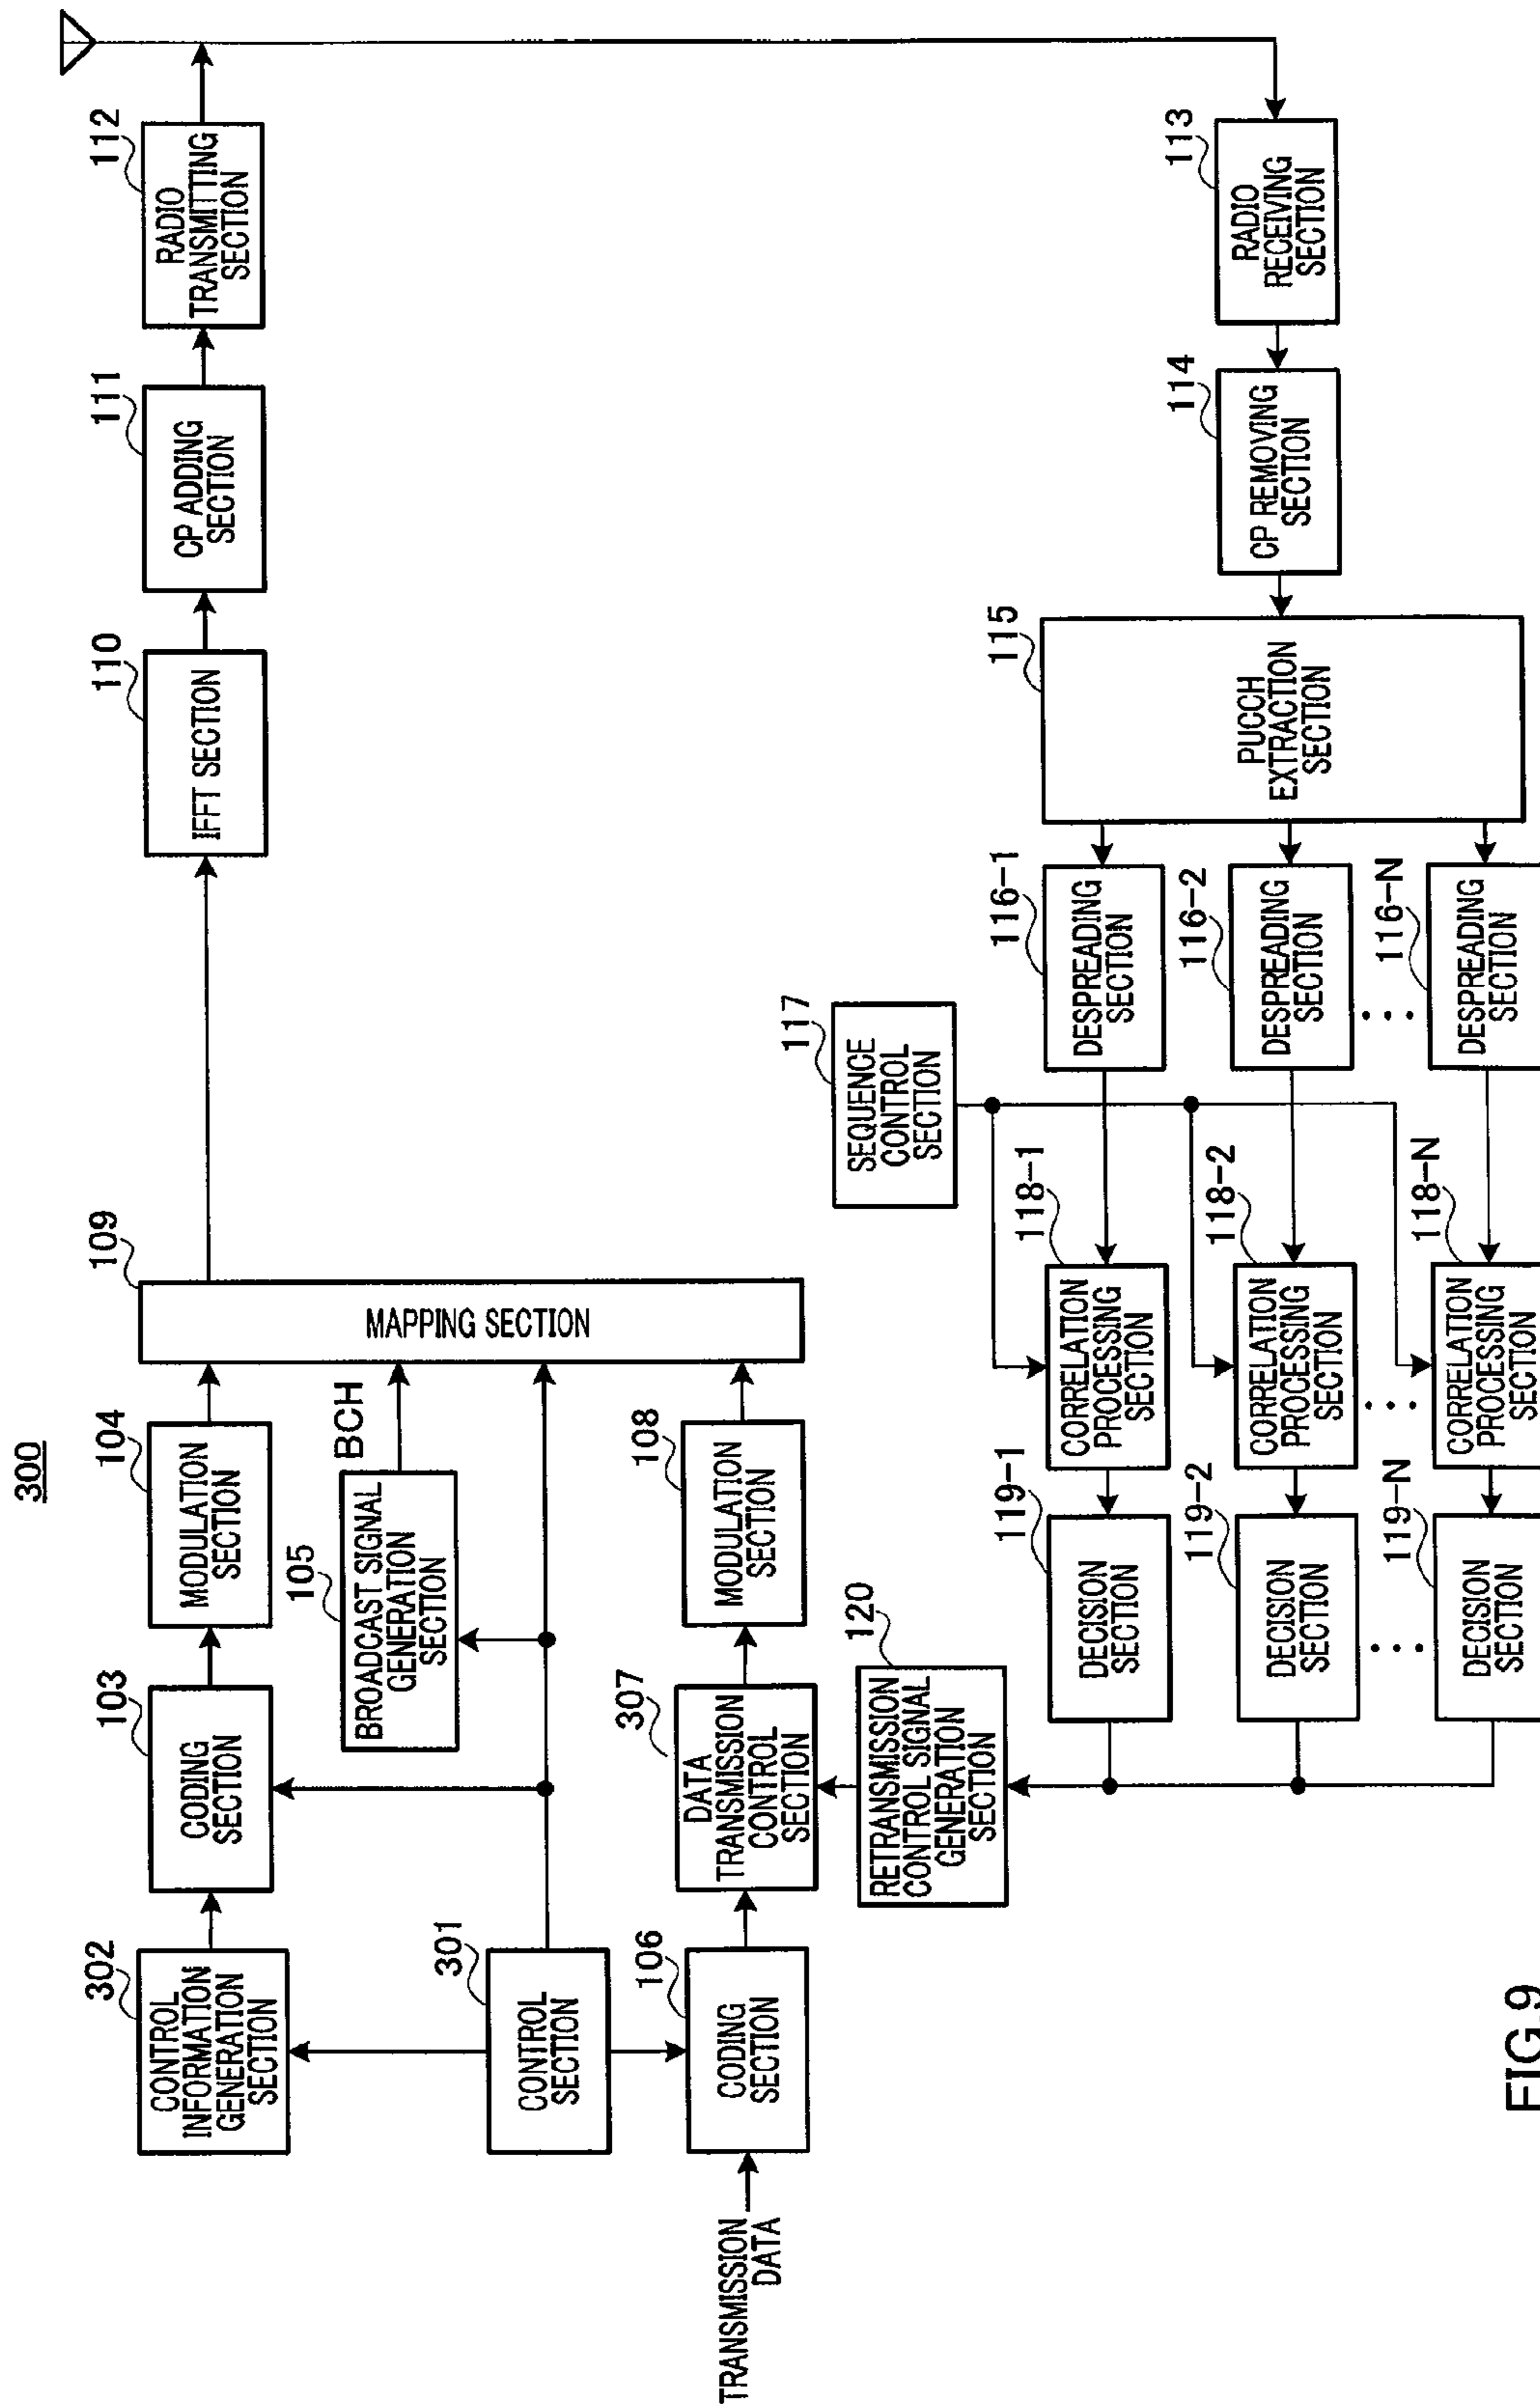 300
302
CONTROL
INFORMATION
GENERATION
SECTION
103
CODING
SECTION
104
MODULATION
SECTION
109
MAPPING SECTION
110
IFFT SECTION
111
CP ADDING
SECTION
112
RADIO
TRANSMITTING
SECTION
105
BROADCAST SIGNAL
GENERATION
SECTION
BCH
301
CONTROL
SECTION
TRANSMISSION
DATA
106
CODING
SECTION
307
DATA
TRANSMISSION
CONTROL
SECTION
108
MODULATION
SECTION
120
RETRANSMISSION
CONTROL SIGNAL
GENERATION
SECTION
117
SEQUENCE
CONTROL
SECTION
119-1
DECISION
SECTION
118-1
CORRELATION
PROCESSING
SECTION
116-1
DESPREADING
SECTION
115
PUCCH
EXTRACTION
SECTION
114
CP REMOVING
SECTION
113
RADIO
RECEIVING
SECTION
119-2
DECISION
SECTION
118-2
CORRELATION
PROCESSING
SECTION
116-2
DESPREADING
SECTION
119-N
DECISION
SECTION
118-N
CORRELATION
PROCESSING
SECTION
116-N
DESPREADING
SECTION
FIG.9